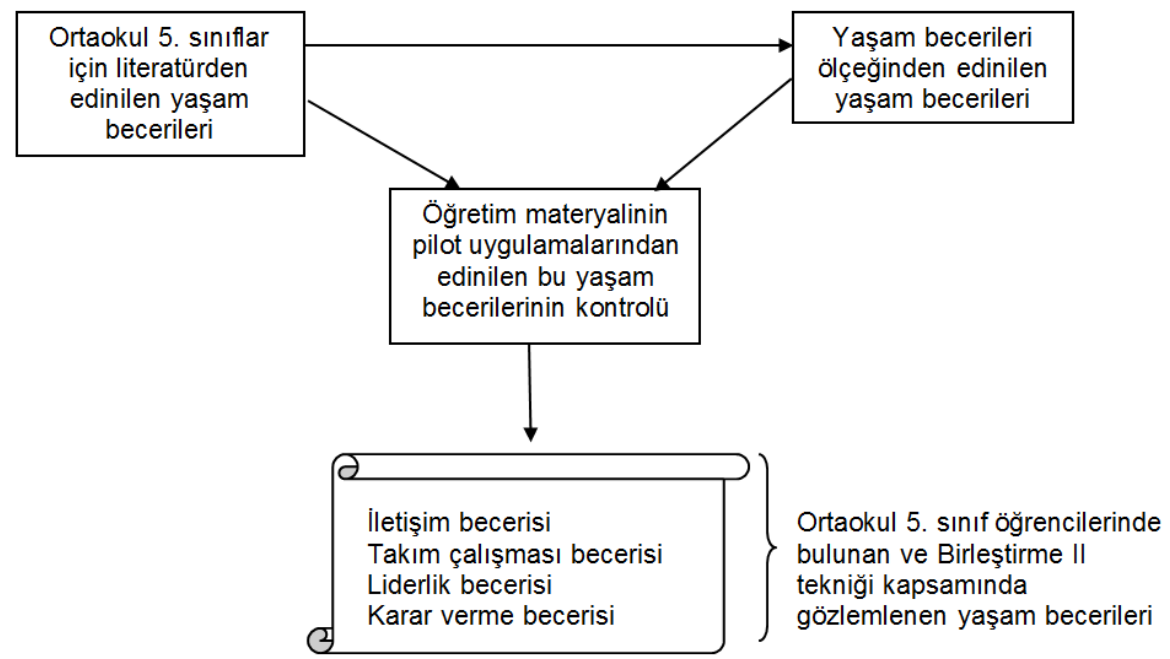 Ortaokul 5. sınıflar
için literatürden
edinilen yaşam
becerileri
Yaşam becerileri
ölçeğinden edinilen
yaşam becerileri
Öğretim materyalinin
pilot uygulamalarından
edinilen bu yaşam
becerilerinin kontrolü
İletişim becerisi
Takım çalışması becerisi
Liderlik becerisi
Karar verme becerisi
Ortaokul 5. sınıf öğrencilerinde
bulunan ve Birleştirme II
tekniği kapsamında
gözlemlenen yaşam becerileri